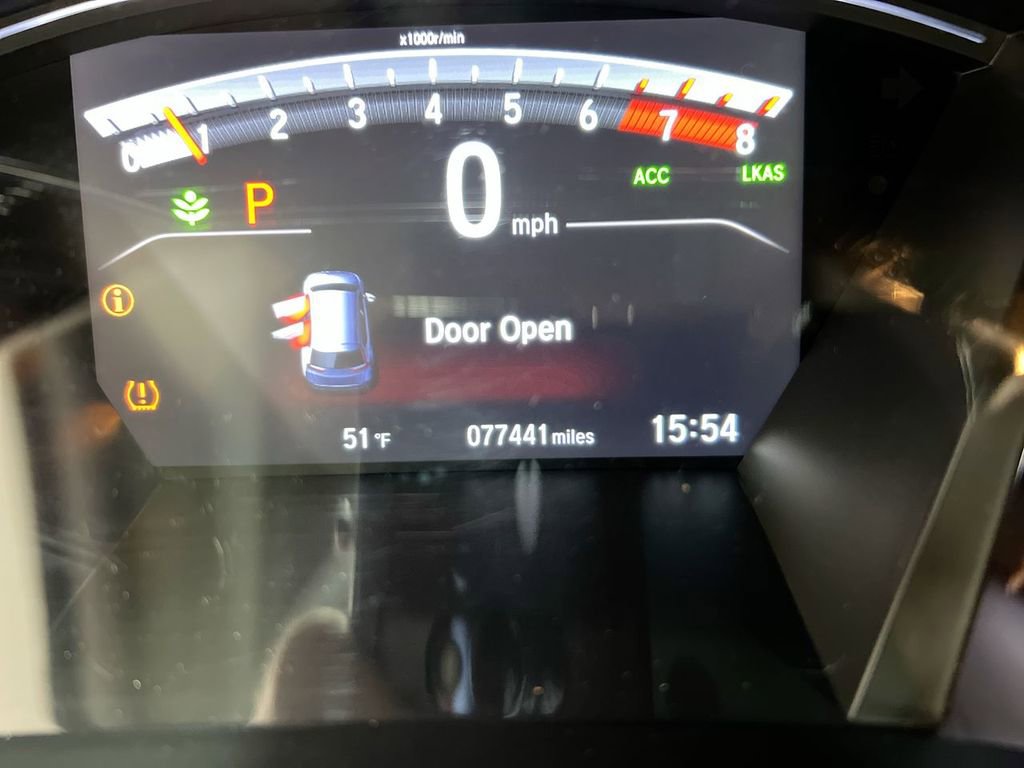 x1000r/min
0 1 2 3 4 5 6 7 8
P 0 mph ACC LKAS
Door Open
51 °F 077441 miles 15:54